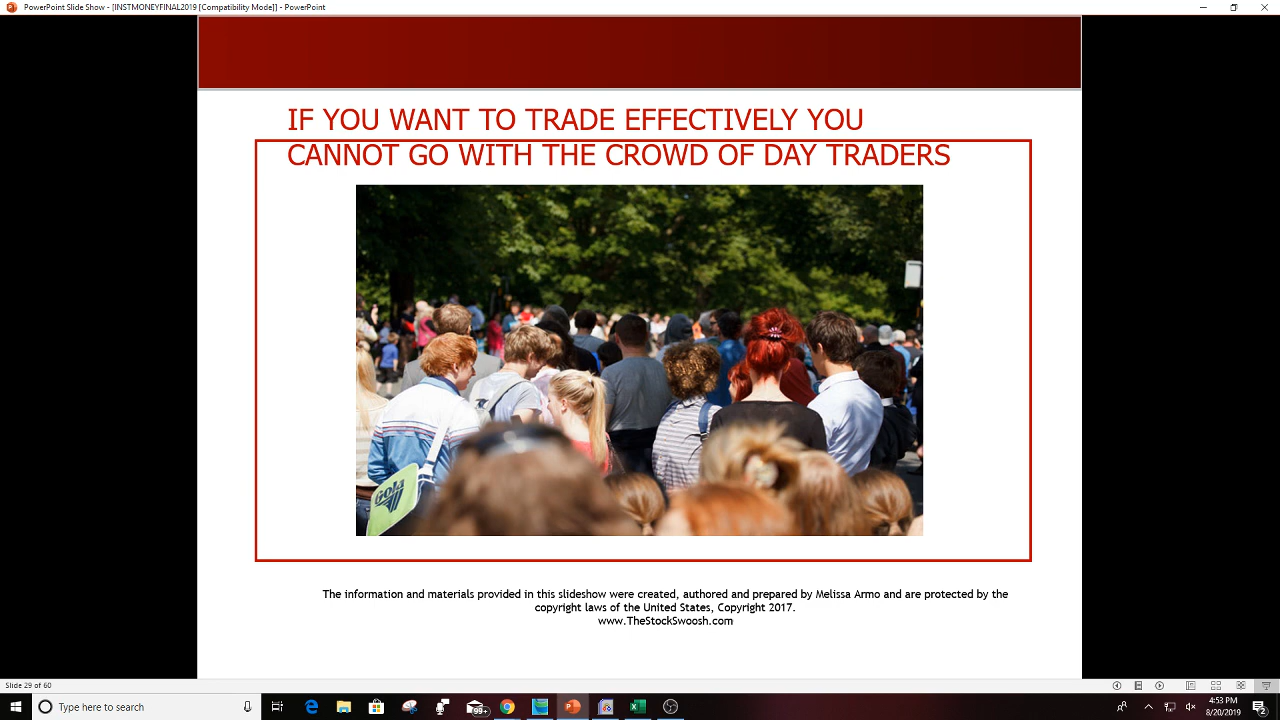 PowerPoint Slide Show - [INSTMONEYFINAL2019 [Compatibility Mode]] - PowerPoint
IF YOU WANT TO TRADE EFFECTIVELY YOU
CANNOT GO WITH THE CROWD OF DAY TRADERS
Gola
The information and materials provided in this slideshow were created, authored and prepared by Melissa Armo and are protected by the
copyright laws of the United States, Copyright 2017.
www.TheStockSwoosh.com
Slide 29 of 60
Type here to search
99+
4:53 PM
8/20/2019
2